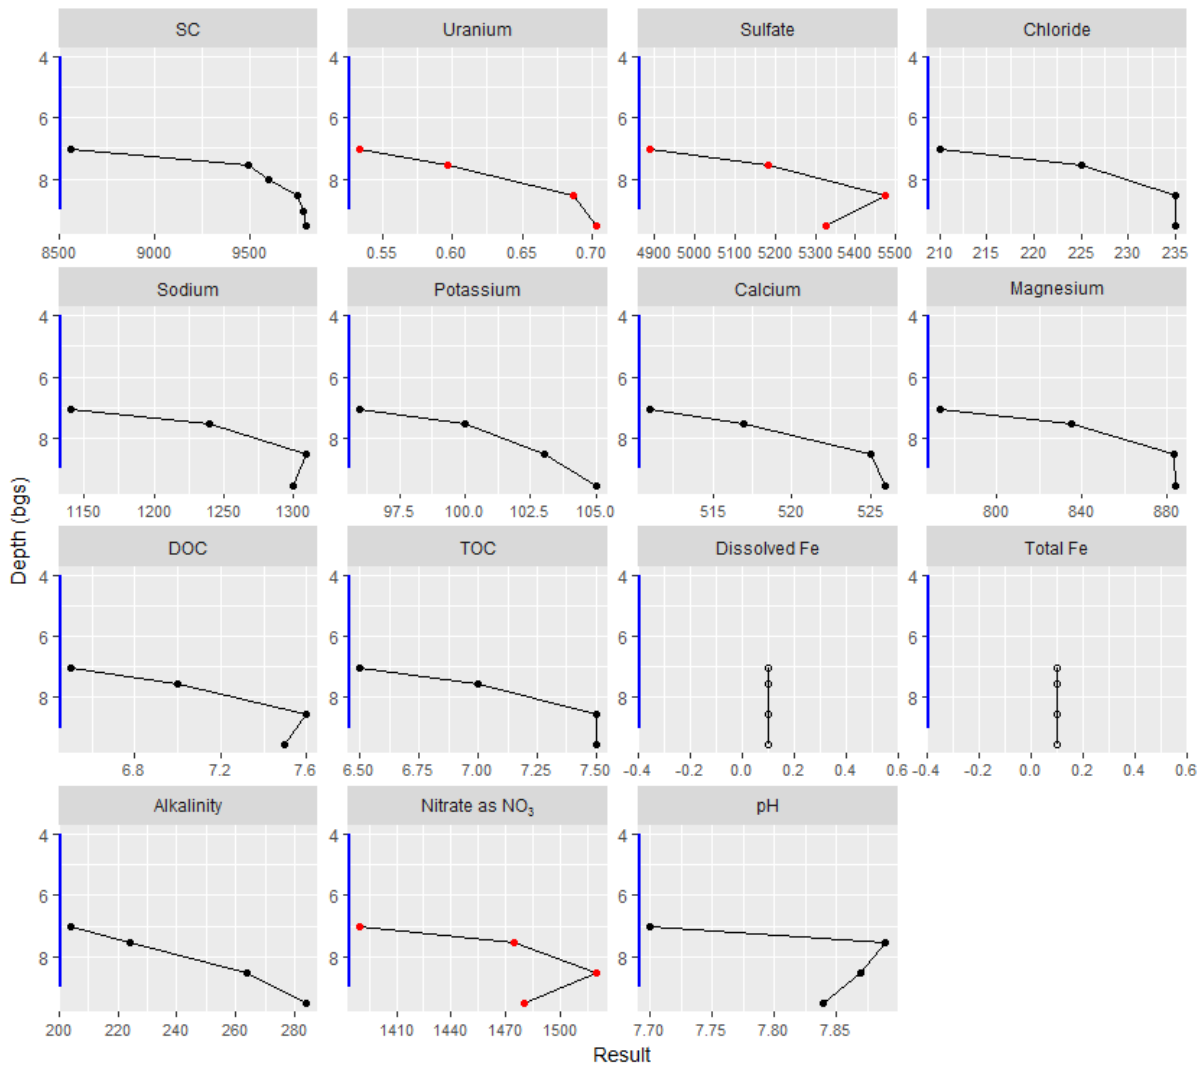 SC Uranium Sulfate Chloride
4 4 4 4
6 6 6 6
8 8 8 8
8500 9000 9500 0.55 0.60 0.65 0.70 4900 5000 5100 5200 5300 5400 5500 210 215 220 225 230 235
Sodium Potassium Calcium Magnesium
4 4 4 4
6 6 6 6
8 8 8 8
1150 1200 1250 1300 97.5 100.0 102.5 105.0 515 520 525 800 840 880
Depth (bgs)
DOC TOC Dissolved Fe Total Fe
4 4 4 4
6 6 6 6
8 8 8 8
6.8 7.2 7.6 6.50 6.75 7.00 7.25 7.50 -0.4 -0.2 0.0 0.2 0.4 0.6 -0.4 -0.2 0.0 0.2 0.4 0.6
Alkalinity Nitrate as NO₃ pH
4 4 4
6 6 6
8 8 8
200 220 240 260 280 1410 1440 1470 1500 7.70 7.75 7.80 7.85
Result